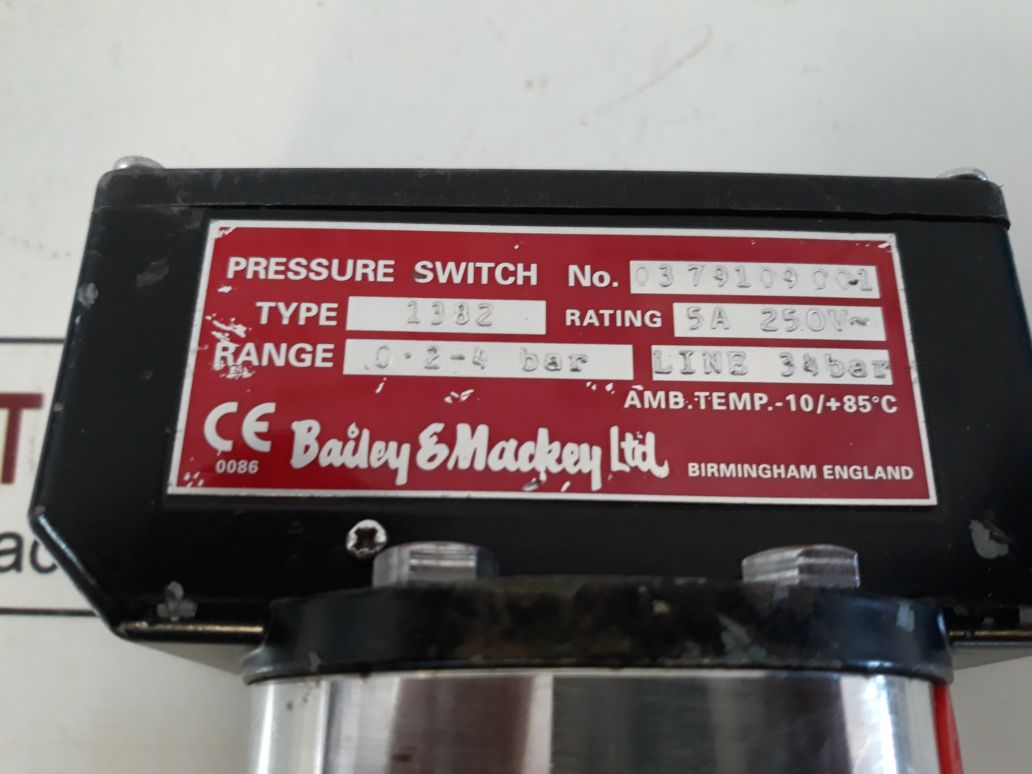 PRESSURE SWITCH No. 0379109001
TYPE 1382 RATING 5A 250V~
RANGE 0·2-4 bar LINE 34bar
AMB.TEMP.-10/+85°C
CE 0086 Bailey & Mackey Ltd. BIRMINGHAM ENGLAND
T
ac